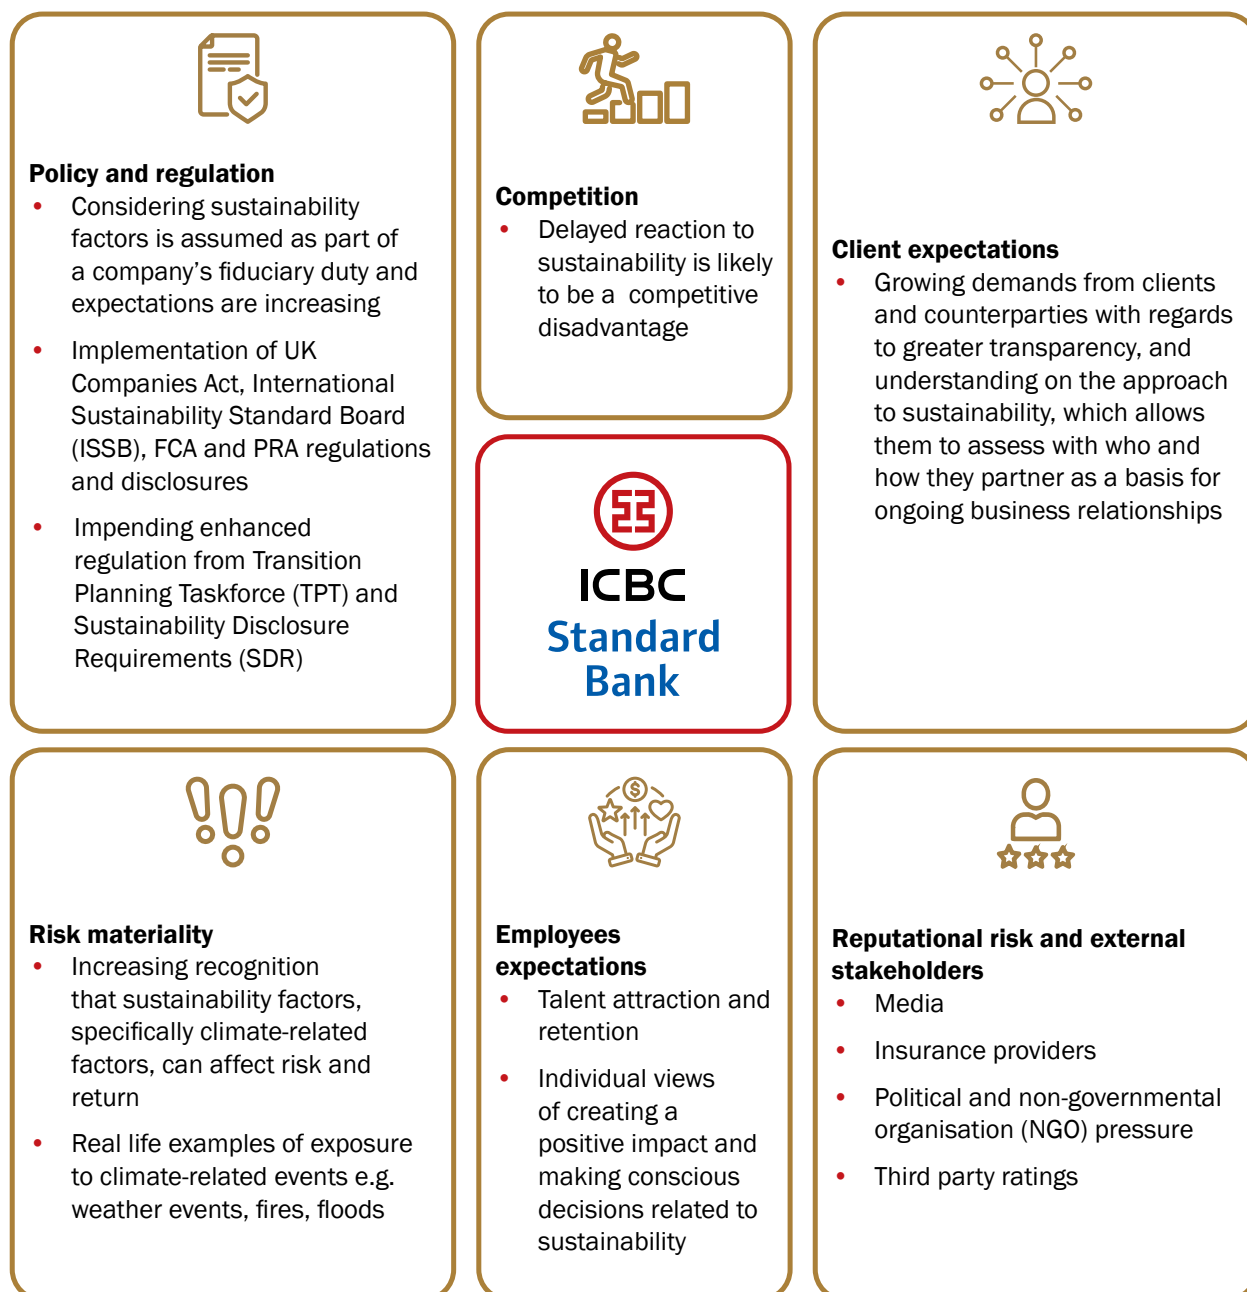 Policy and regulation
• Considering sustainability
factors is assumed as part of
a company’s fiduciary duty and
expectations are increasing
• Implementation of UK
Companies Act, International
Sustainability Standard Board
(ISSB), FCA and PRA regulations
and disclosures
• Impending enhanced
regulation from Transition
Planning Taskforce (TPT) and
Sustainability Disclosure
Requirements (SDR)
Competition
• Delayed reaction to
sustainability is likely
to be a competitive
disadvantage
Client expectations
• Growing demands from clients
and counterparties with regards
to greater transparency, and
understanding on the approach
to sustainability, which allows
them to assess with who and
how they partner as a basis for
ongoing business relationships
ICBC
Standard
Bank
Risk materiality
• Increasing recognition
that sustainability factors,
specifically climate-related
factors, can affect risk and
return
• Real life examples of exposure
to climate-related events e.g.
weather events, fires, floods
$
Employees
expectations
• Talent attraction and
retention
• Individual views
of creating a
positive impact and
making conscious
decisions related to
sustainability
Reputational risk and external
stakeholders
• Media
• Insurance providers
• Political and non-governmental
organisation (NGO) pressure
• Third party ratings